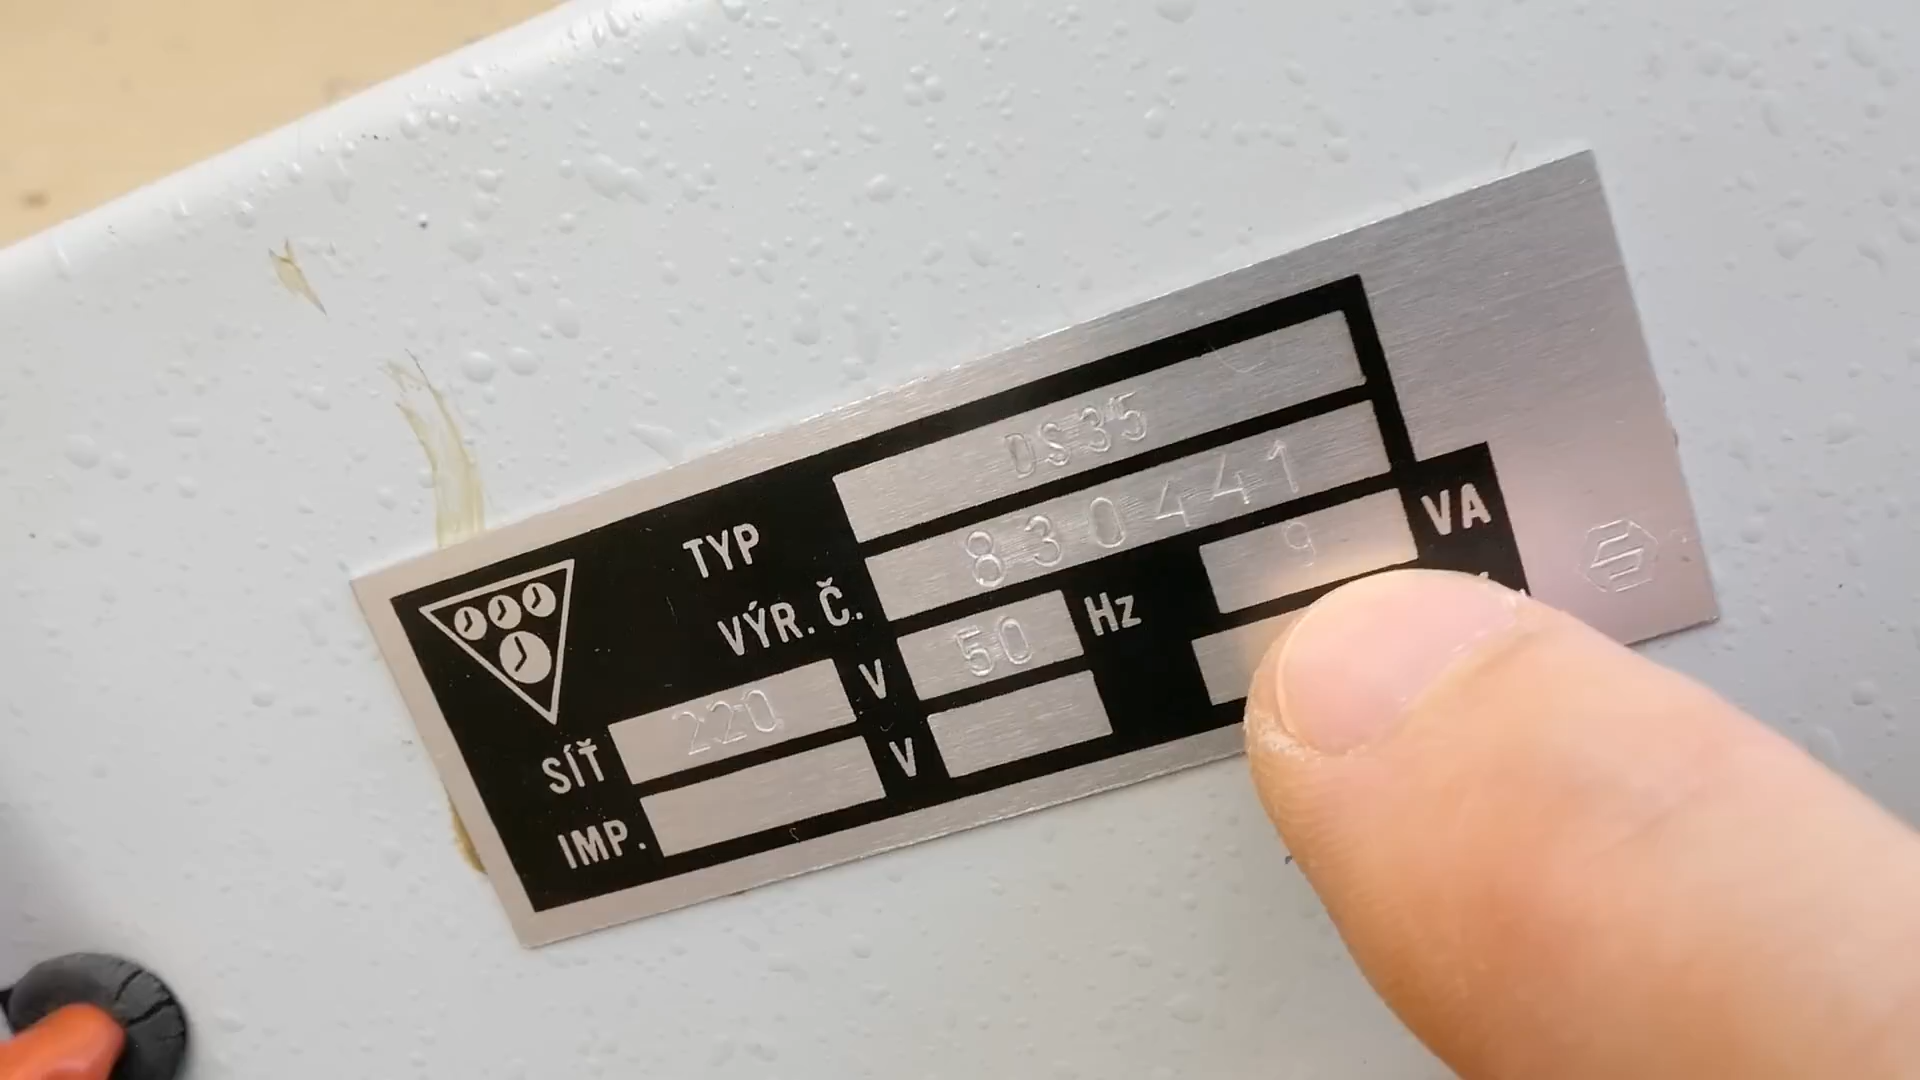 TYP DS35
VÝR. Č. 830441
SÍŤ 220 V 50 Hz 9 VA
IMP. V